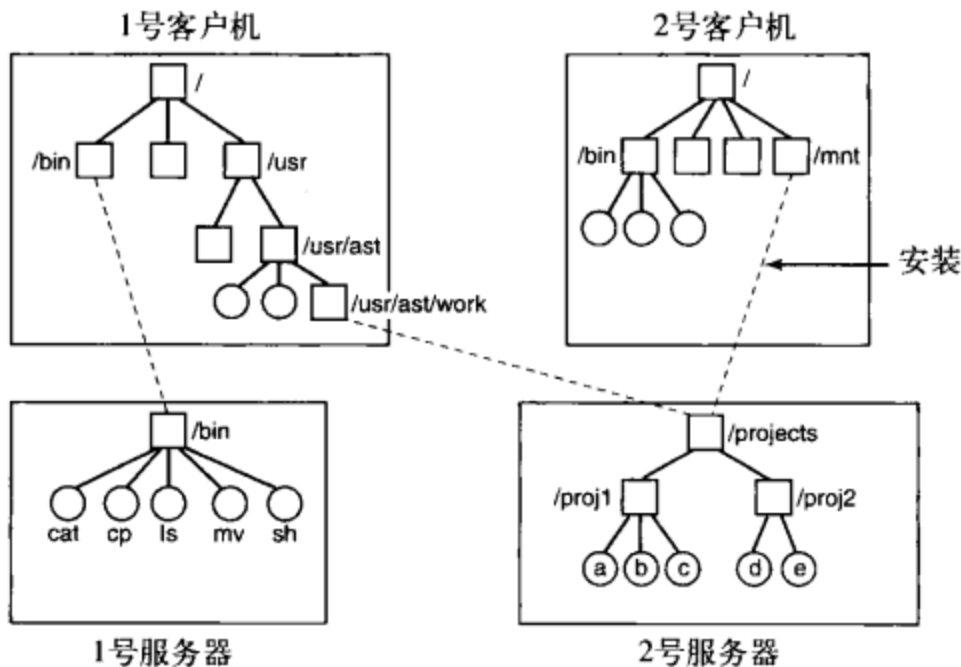 1号客户机
2号客户机
/
/
/bin
/usr
/bin
/mnt
/usr/ast
安装
/usr/ast/work
/bin
/projects
/proj1
/proj2
cat
cp
ls
mv
sh
a
b
c
d
e
1号服务器
2号服务器